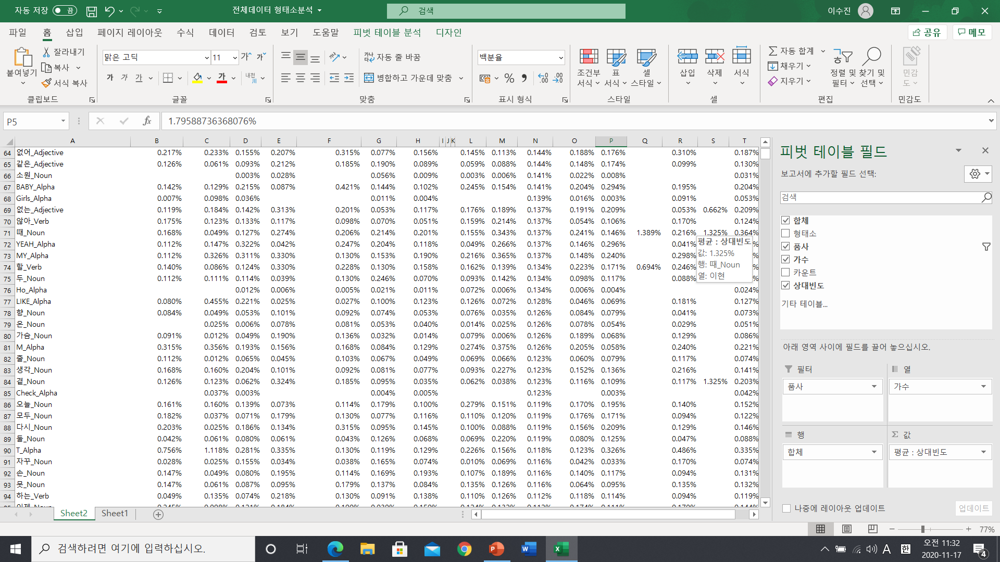 자동 저장 끔 전체데이터 형태소분석 검색 이수진
파일 홈 삽입 페이지 레이아웃 수식 데이터 검토 보기 도움말 피벗 테이블 분석 디자인 공유 메모
붙여넣기 잘라내기 복사 서식 복사 클립보드
맑은 고딕 11 가 가 가 가 가 가 내천 川 글꼴
가나 다 자동 줄 바꿈 병합하고 가운데 맞춤 맞춤
백분율 % 표시 형식
조건부 서식 표 서식 셀 스타일 스타일
삽입 삭제 서식 셀
자동 합계 채우기 지우기 정렬 및 필터 찾기 및 선택 편집
민감도 민감도
P5 fx 1.79588736368076%
A B C D E F G H I J K L M N O P Q R S T
64 없어_Adjective 0.217% 0.233% 0.155% 0.207% 0.315% 0.077% 0.156% 0.145% 0.113% 0.144% 0.188% 0.176% 0.310% 0.187%
65 같은_Adjective 0.126% 0.061% 0.093% 0.212% 0.185% 0.190% 0.089% 0.059% 0.088% 0.144% 0.148% 0.174% 0.099% 0.130%
66 소원_Noun 0.003% 0.028% 0.056% 0.009% 0.003% 0.006% 0.141% 0.022% 0.008% 0.031%
67 BABY_Alpha 0.142% 0.129% 0.215% 0.087% 0.421% 0.144% 0.102% 0.245% 0.154% 0.141% 0.204% 0.294% 0.195% 0.204%
68 Girls_Alpha 0.007% 0.098% 0.036% 0.011% 0.004% 0.139% 0.016% 0.003% 0.091% 0.053%
69 없는_Adjective 0.119% 0.184% 0.142% 0.313% 0.201% 0.053% 0.117% 0.176% 0.189% 0.137% 0.191% 0.209% 0.053% 0.662% 0.209%
70 않아_Verb 0.175% 0.123% 0.133% 0.117% 0.098% 0.070% 0.051% 0.159% 0.214% 0.137% 0.054% 0.106% 0.170% 0.124%
71 때_Noun 0.168% 0.049% 0.127% 0.274% 0.206% 0.214% 0.201% 0.155% 0.343% 0.137% 0.241% 0.146% 1.389% 0.216% 1.325% 0.364%
72 YEAH_Alpha 0.112% 0.147% 0.322% 0.042% 0.247% 0.204% 0.118% 0.049% 0.266% 0.137% 0.146% 0.296% 0.041% %
73 MY_Alpha 0.112% 0.326% 0.311% 0.330% 0.130% 0.153% 0.190% 0.216% 0.365% 0.137% 0.148% 0.240% 0.298% %
74 할_Verb 0.140% 0.086% 0.124% 0.330% 0.228% 0.130% 0.158% 0.162% 0.139% 0.134% 0.223% 0.171% 0.694% 0.246% %
75 두_Noun 0.112% 0.111% 0.114% 0.039% 0.130% 0.246% 0.070% 0.093% 0.142% 0.134% 0.098% 0.117% 0.088% %
76 Ho_Alpha 0.012% 0.006% 0.005% 0.021% 0.011% 0.072% 0.006% 0.134% 0.006% 0.004% 0.024%
77 LIKE_Alpha 0.080% 0.455% 0.221% 0.025% 0.027% 0.100% 0.123% 0.126% 0.072% 0.128% 0.046% 0.069% 0.181% 0.127%
78 향_Noun 0.084% 0.049% 0.053% 0.101% 0.092% 0.074% 0.053% 0.076% 0.035% 0.126% 0.084% 0.079% 0.041% 0.073%
79 온_Noun 0.025% 0.006% 0.078% 0.081% 0.053% 0.040% 0.014% 0.025% 0.126% 0.078% 0.054% 0.029% 0.051%
80 가슴_Noun 0.091% 0.012% 0.049% 0.190% 0.136% 0.032% 0.014% 0.079% 0.006% 0.126% 0.189% 0.068% 0.129% 0.086%
81 M_Alpha 0.315% 0.356% 0.193% 0.156% 0.168% 0.084% 0.129% 0.274% 0.375% 0.126% 0.205% 0.058% 0.240% 0.221%
82 줄_Noun 0.112% 0.012% 0.065% 0.045% 0.103% 0.067% 0.049% 0.069% 0.066% 0.123% 0.060% 0.079% 0.117% 0.074%
83 생각_Noun 0.168% 0.160% 0.204% 0.101% 0.092% 0.081% 0.077% 0.093% 0.227% 0.123% 0.152% 0.136% 0.216% 0.141%
84 곁_Noun 0.126% 0.123% 0.062% 0.324% 0.185% 0.095% 0.035% 0.062% 0.038% 0.123% 0.116% 0.109% 0.117% 1.325% 0.203%
85 Check_Alpha 0.037% 0.003% 0.004% 0.005% 0.123% 0.003% 0.042%
86 오늘_Noun 0.161% 0.160% 0.139% 0.073% 0.114% 0.179% 0.100% 0.279% 0.151% 0.119% 0.170% 0.195% 0.140% 0.152%
87 모두_Noun 0.182% 0.037% 0.071% 0.179% 0.130% 0.077% 0.116% 0.110% 0.120% 0.119% 0.176% 0.171% 0.094% 0.122%
88 다시_Noun 0.203% 0.025% 0.186% 0.134% 0.315% 0.095% 0.145% 0.100% 0.088% 0.119% 0.156% 0.209% 0.129% 0.146%
89 둘_Noun 0.042% 0.061% 0.080% 0.061% 0.043% 0.126% 0.068% 0.069% 0.220% 0.119% 0.080% 0.125% 0.047% 0.088%
90 T_Alpha 0.756% 1.118% 0.281% 0.335% 0.130% 0.119% 0.129% 0.226% 0.156% 0.118% 0.123% 0.326% 0.486% 0.335%
91 자꾸_Noun 0.028% 0.025% 0.155% 0.034% 0.038% 0.165% 0.074% 0.010% 0.069% 0.116% 0.042% 0.033% 0.170% 0.074%
92 손_Noun 0.147% 0.049% 0.080% 0.195% 0.114% 0.169% 0.193% 0.107% 0.189% 0.116% 0.140% 0.117% 0.094% 0.131%
93 못_Noun 0.147% 0.061% 0.087% 0.095% 0.179% 0.137% 0.084% 0.135% 0.126% 0.116% 0.064% 0.095% 0.135% 0.132%
94 하는_Verb 0.049% 0.135% 0.074% 0.218% 0.130% 0.091% 0.138% 0.110% 0.126% 0.112% 0.118% 0.114% 0.094% 0.119%
평균 : 상대빈도
값: 1.325%
행: 때_Noun
열: 이현
피벗 테이블 필드
보고서에 추가할 필드 선택:
검색
합체
형태소
품사
가수
카운트
상대빈도
기타 테이블...
아래 영역 사이에 필드를 끌어 놓으십시오.
필터 열
품사 가수
행 Σ 값
합체 평균 : 상대빈도
나중에 레이아웃 업데이트 업데이트
Sheet2 Sheet1
77%
검색하려면 여기에 입력하십시오. A 한 오전 11:32
2020-11-17 4